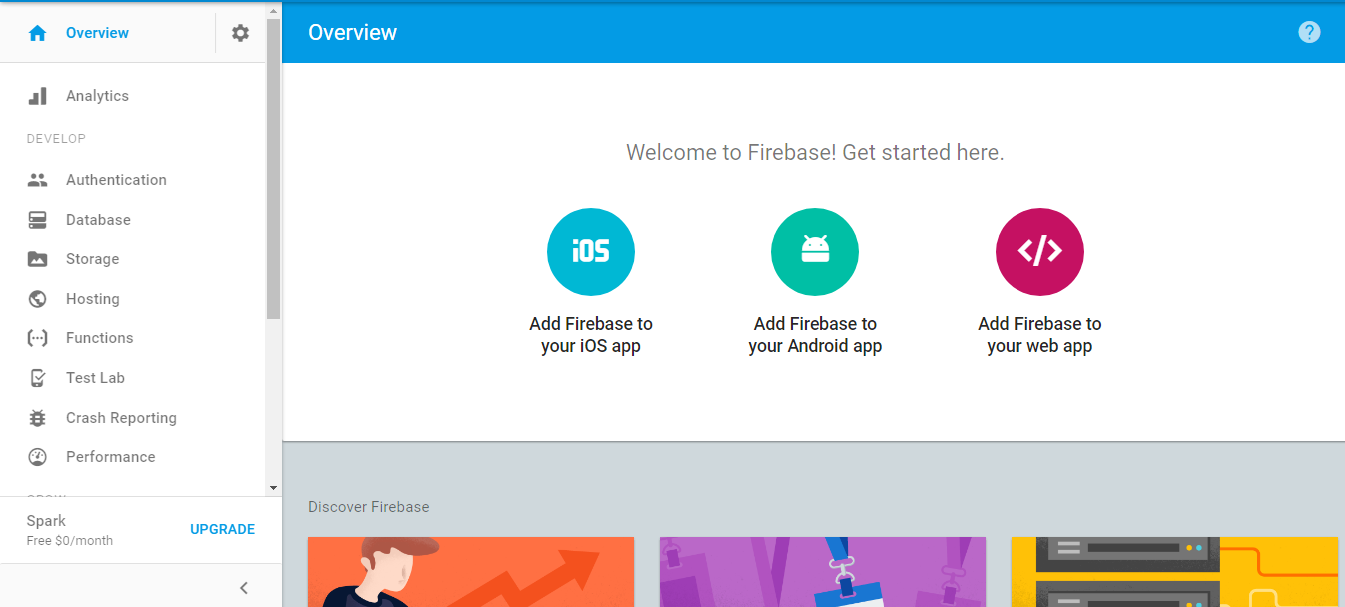 Overview
Analytics
DEVELOP
Authentication
Database
Storage
Hosting
Functions
Test Lab
Crash Reporting
Performance
Spark
Free $0/month
UPGRADE
Overview
?
Welcome to Firebase! Get started here.
iOS
Add Firebase to
your iOS app
Add Firebase to
your Android app
</>
Add Firebase to
your web app
Discover Firebase